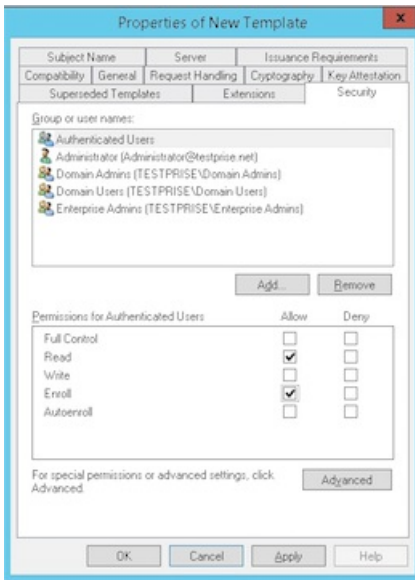 Properties of New Template
x
Subject Name Server Issuance Requirements
Compatibility General Request Handling Cryptography Key Attestation
Superseded Templates Extensions Security
Group or user names:
Authenticated Users
Administrator (Administrator@testprise.net)
Domain Admins (TESTPRISE\Domain Admins)
Domain Users (TESTPRISE\Domain Users)
Enterprise Admins (TESTPRISE\Enterprise Admins)
Add... Remove
Permissions for Authenticated Users Allow Deny
Full Control
Read
Write
Enroll
Autoenroll
For special permissions or advanced settings, click
Advanced. Advanced
OK Cancel Apply Help